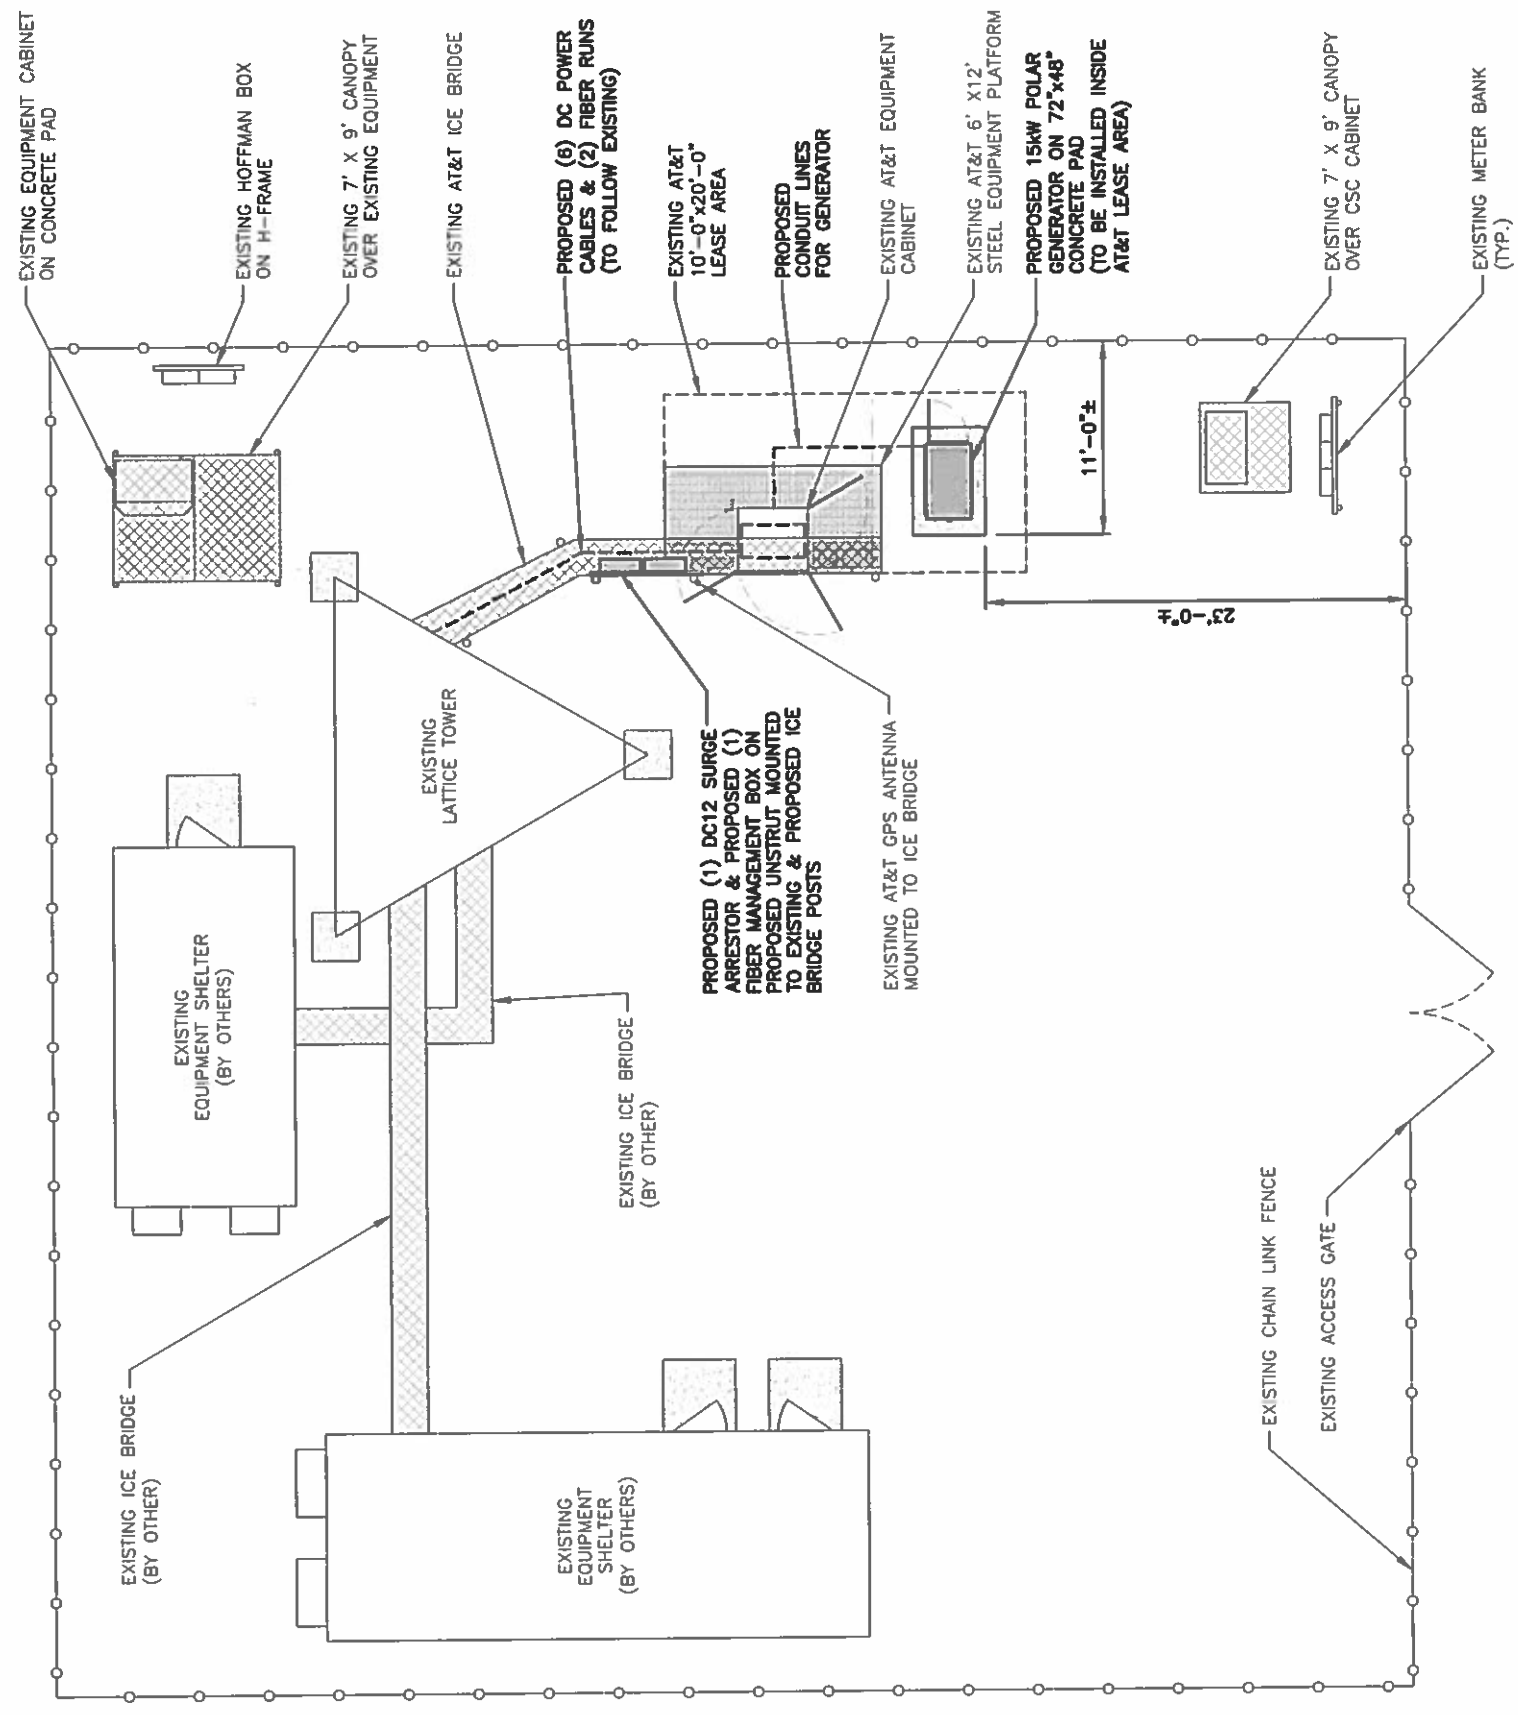 EXISTING EQUIPMENT CABINET
ON CONCRETE PAD
EXISTING HOFFMAN BOX
ON H-FRAME
EXISTING 7' X 9' CANOPY
OVER EXISTING EQUIPMENT
EXISTING AT&T ICE BRIDGE
PROPOSED (6) DC POWER
CABLES & (2) FIBER RUNS
(TO FOLLOW EXISTING)
EXISTING AT&T
10'-0"x20'-0"
LEASE AREA
PROPOSED
CONDUIT LINES
FOR GENERATOR
EXISTING AT&T EQUIPMENT
CABINET
EXISTING AT&T 6' X12'
STEEL EQUIPMENT PLATFORM
PROPOSED 15kW POLAR
GENERATOR ON 72"x48"
CONCRETE PAD
(TO BE INSTALLED INSIDE
AT&T LEASE AREA)
EXISTING 7' X 9' CANOPY
OVER CSC CABINET
EXISTING METER BANK
(TYP.)
11'-0"±
23'-0"±
EXISTING
LATTICE TOWER
PROPOSED (1) DC12 SURGE
ARRESTOR & PROPOSED (1)
FIBER MANAGEMENT BOX ON
PROPOSED UNSTRUT MOUNTED
TO EXISTING & PROPOSED ICE
BRIDGE POSTS
EXISTING AT&T GPS ANTENNA
MOUNTED TO ICE BRIDGE
EXISTING
EQUIPMENT SHELTER
(BY OTHERS)
EXISTING ICE BRIDGE
(BY OTHER)
EXISTING ICE BRIDGE
(BY OTHER)
EXISTING
EQUIPMENT
SHELTER
(BY OTHERS)
EXISTING CHAIN LINK FENCE
EXISTING ACCESS GATE